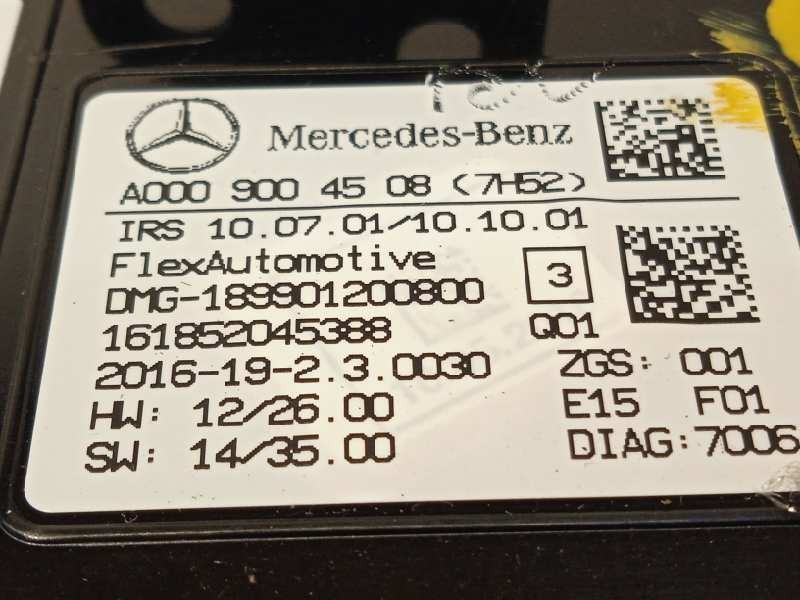 Mercedes-Benz
A000 900 45 08 (7H52)
IRS 10.07.01/10.10.01
FlexAutomotive
3
DMG-189901200800
161852045388 Q01
2016-19-2.3.0030 ZGS: 001
HW: 12/26.00 E15 F01
SW: 14/35.00 DIAG:7006